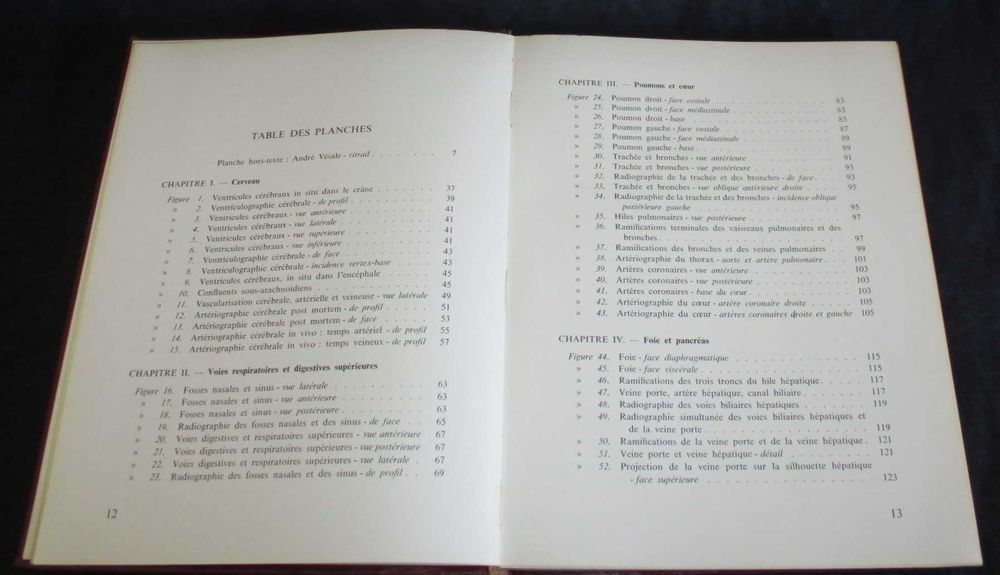 TABLE DES PLANCHES
Planche hors-texte : André Vésale - vitrail . . . . . . . 7
CHAPITRE I. — Cerveau
Figure 1. Ventricules cérébraux in situ dans le crâne . . . . . . 37
» 2. Ventriculographie cérébrale - de profil . . . . . . . . 39
» 3. Ventricules cérébraux - vue antérieure . . . . . . . . 41
» 4. Ventricules cérébraux - vue latérale . . . . . . . . 41
» 5. Ventricules cérébraux - vue supérieure . . . . . . . . 41
» 6. Ventricules cérébraux - vue inférieure . . . . . . . . 41
» 7. Ventriculographie cérébrale - de face . . . . . . . . 43
» 8. Ventriculographie cérébrale - incidence vertex-base . . . . 43
» 9. Ventricules cérébraux, in situ dans l'encéphale . . . . . 45
» 10. Confluents sous-arachnoïdiens . . . . . . . . . 45
» 11. Vascularisation cérébrale, artérielle et veineuse - vue latérale 49
» 12. Artériographie cérébrale post mortem - de profil . . . . . 51
» 13. Artériographie cérébrale post mortem - de face . . . . . 53
» 14. Artériographie cérébrale in vivo : temps artériel - de profil 55
» 15. Artériographie cérébrale in vivo : temps veineux - de profil 57
CHAPITRE II. — Voies respiratoires et digestives supérieures
Figure 16. Fosses nasales et sinus - vue latérale . . . . . . . . 63
» 17. Fosses nasales et sinus - vue antérieure . . . . . . . . 63
» 18. Fosses nasales et sinus - vue postérieure . . . . . . . . 63
» 19. Radiographie des fosses nasales et des sinus - de face . . . 65
» 20. Voies digestives et respiratoires supérieures - vue antérieure 67
» 21. Voies digestives et respiratoires supérieures - vue postérieure 67
» 22. Voies digestives et respiratoires supérieures - vue latérale . 67
» 23. Radiographie des fosses nasales et des sinus - de profil . . 69
12
CHAPITRE III. — Poumons et cœur
Figure 24. Poumon droit - face costale . . . . . . . . . . 83
» 25. Poumon droit - face médiastinale . . . . . . . . . 85
» 26. Poumon droit - base . . . . . . . . . . . . 85
» 27. Poumon gauche - face costale . . . . . . . . . . 87
» 28. Poumon gauche - face médiastinale . . . . . . . . 89
» 29. Poumon gauche - base . . . . . . . . . . . . 89
» 30. Trachée et bronches - vue antérieure . . . . . . . . 91
» 31. Trachée et bronches - vue postérieure . . . . . . . . 93
» 32. Radiographie de la trachée et des bronches - de face . . . 93
» 33. Trachée et bronches - vue oblique antérieure droite . . . . 95
» 34. Radiographie de la trachée et des bronches - incidence oblique
postérieure gauche . . . . . . . . . . . 95
» 35. Hiles pulmonaires - vue postérieure . . . . . . . . 97
» 36. Ramifications terminales des vaisseaux pulmonaires et des
bronches . . . . . . . . . . . . . . 97
» 37. Ramifications des bronches et des veines pulmonaires . . . 99
» 38. Artériographie du thorax - aorte et artère pulmonaire . . . 101
» 39. Artères coronaires - vue antérieure . . . . . . . . 103
» 40. Artères coronaires - vue postérieure . . . . . . . . 103
» 41. Artères coronaires - base du cœur . . . . . . . . . 103
» 42. Artériographie du cœur - artère coronaire droite . . . . . 105
» 43. Artériographie du cœur - artères coronaires droite et gauche 105
CHAPITRE IV. — Foie et pancréas
Figure 44. Foie - face diaphragmatique . . . . . . . . . . 115
» 45. Foie - face viscérale . . . . . . . . . . . . 115
» 46. Ramifications des trois troncs du hile hépatique . . . . . 117
» 47. Veine porte, artère hépatique, canal biliaire . . . . . . 117
» 48. Radiographie des voies biliaires hépatiques . . . . . . 119
» 49. Radiographie simultanée des voies biliaires hépatiques et
de la veine porte . . . . . . . . . . . . 119
» 50. Ramifications de la veine porte et de la veine hépatique . 121
» 51. Veine porte et veine hépatique - détail . . . . . . . 121
» 52. Projection de la veine porte sur la silhouette hépatique
- face supérieure . . . . . . . . . . . . 123
13